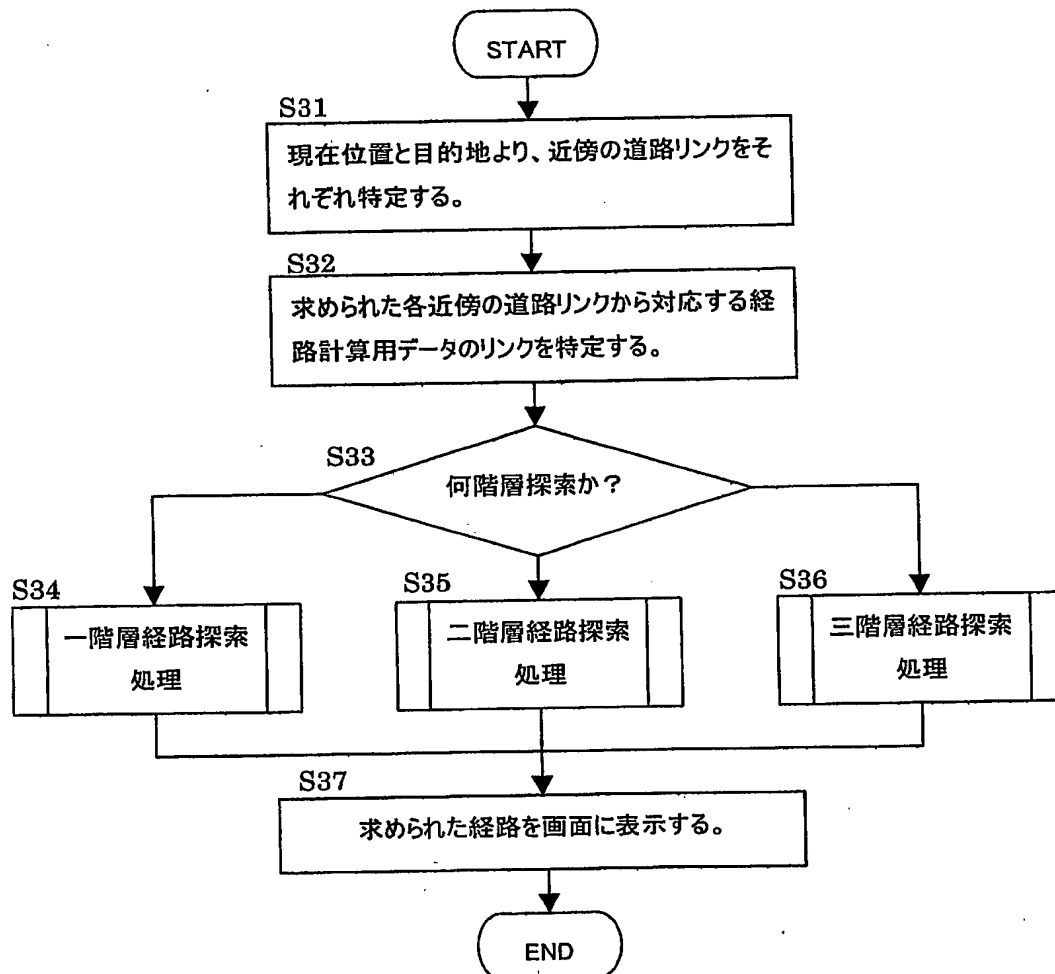 START
S31
現在位置と目的地より、近傍の道路リンクをそ
れぞれ特定する。
S32
求められた各近傍の道路リンクから対応する経
路計算用データのリンクを特定する。
S33
何階層探索か？
S34
一階層経路探索
処理
S35
二階層経路探索
処理
S36
三階層経路探索
処理
S37
求められた経路を画面に表示する。
END